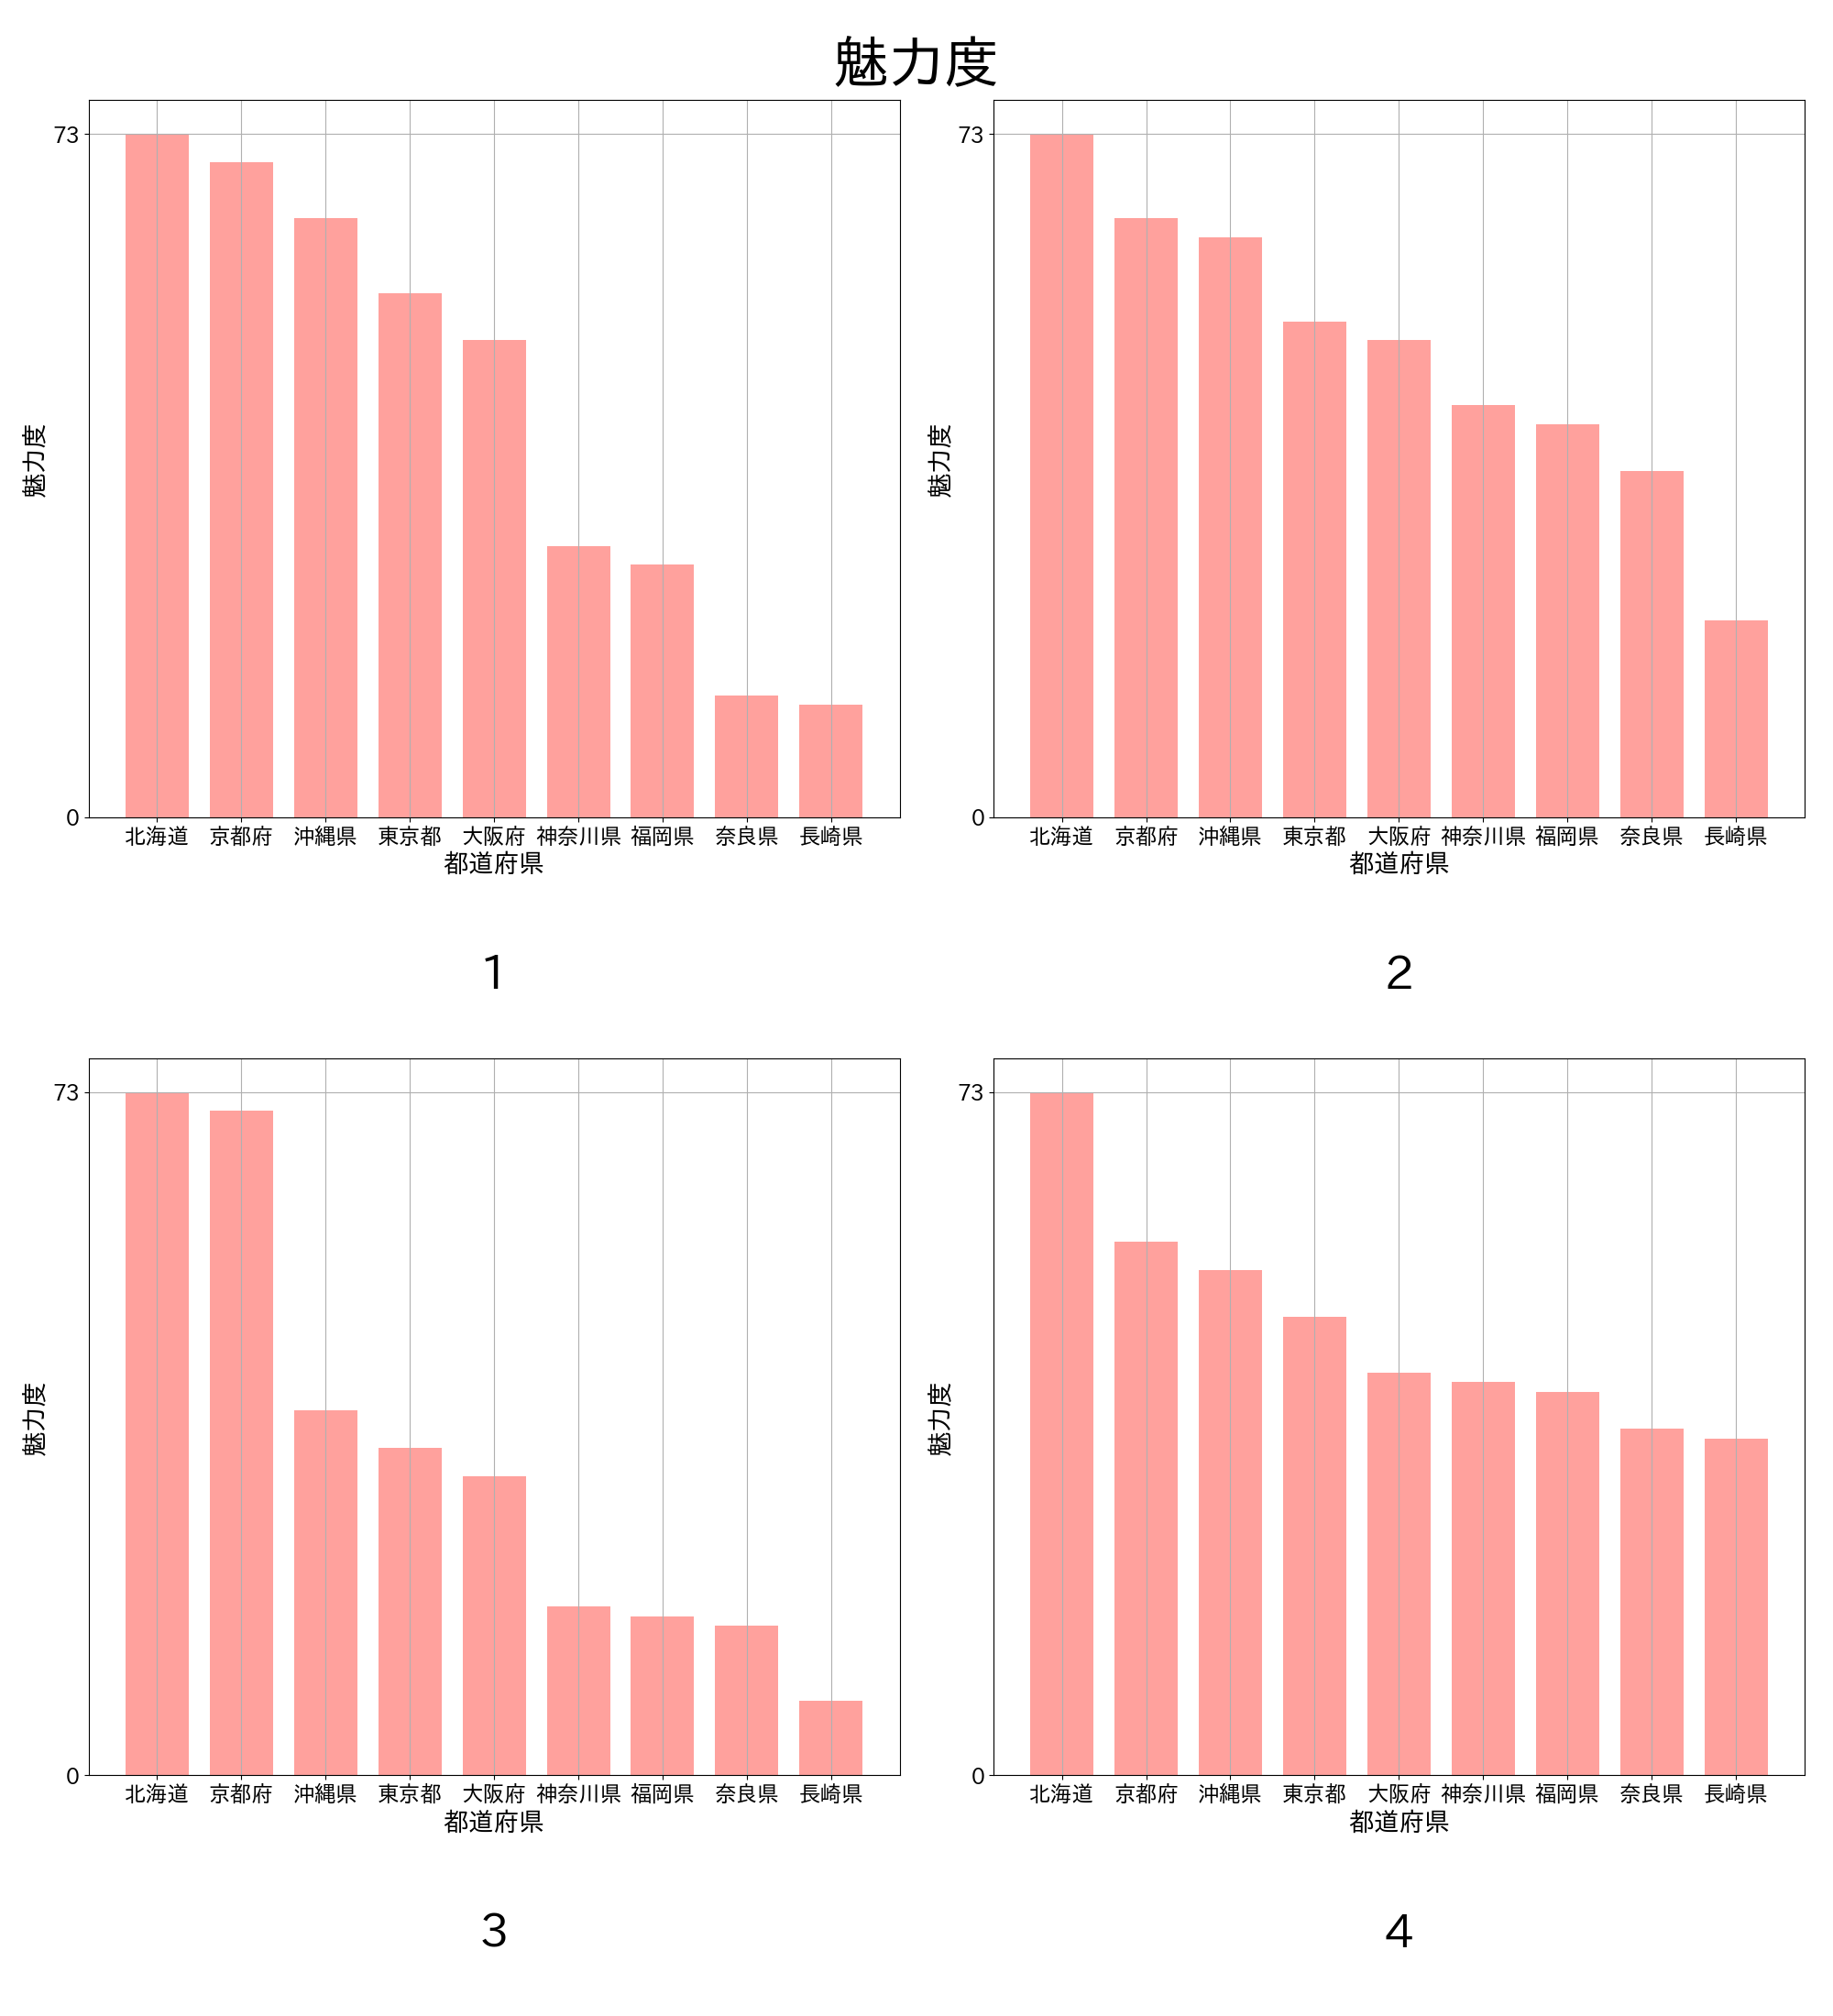 魅力度
73
0
魅力度
北海道 京都府 沖縄県 東京都 大阪府 神奈川県 福岡県 奈良県 長崎県
都道府県
1
73
0
魅力度
北海道 京都府 沖縄県 東京都 大阪府 神奈川県 福岡県 奈良県 長崎県
都道府県
2
73
0
魅力度
北海道 京都府 沖縄県 東京都 大阪府 神奈川県 福岡県 奈良県 長崎県
都道府県
3
73
0
魅力度
北海道 京都府 沖縄県 東京都 大阪府 神奈川県 福岡県 奈良県 長崎県
都道府県
4